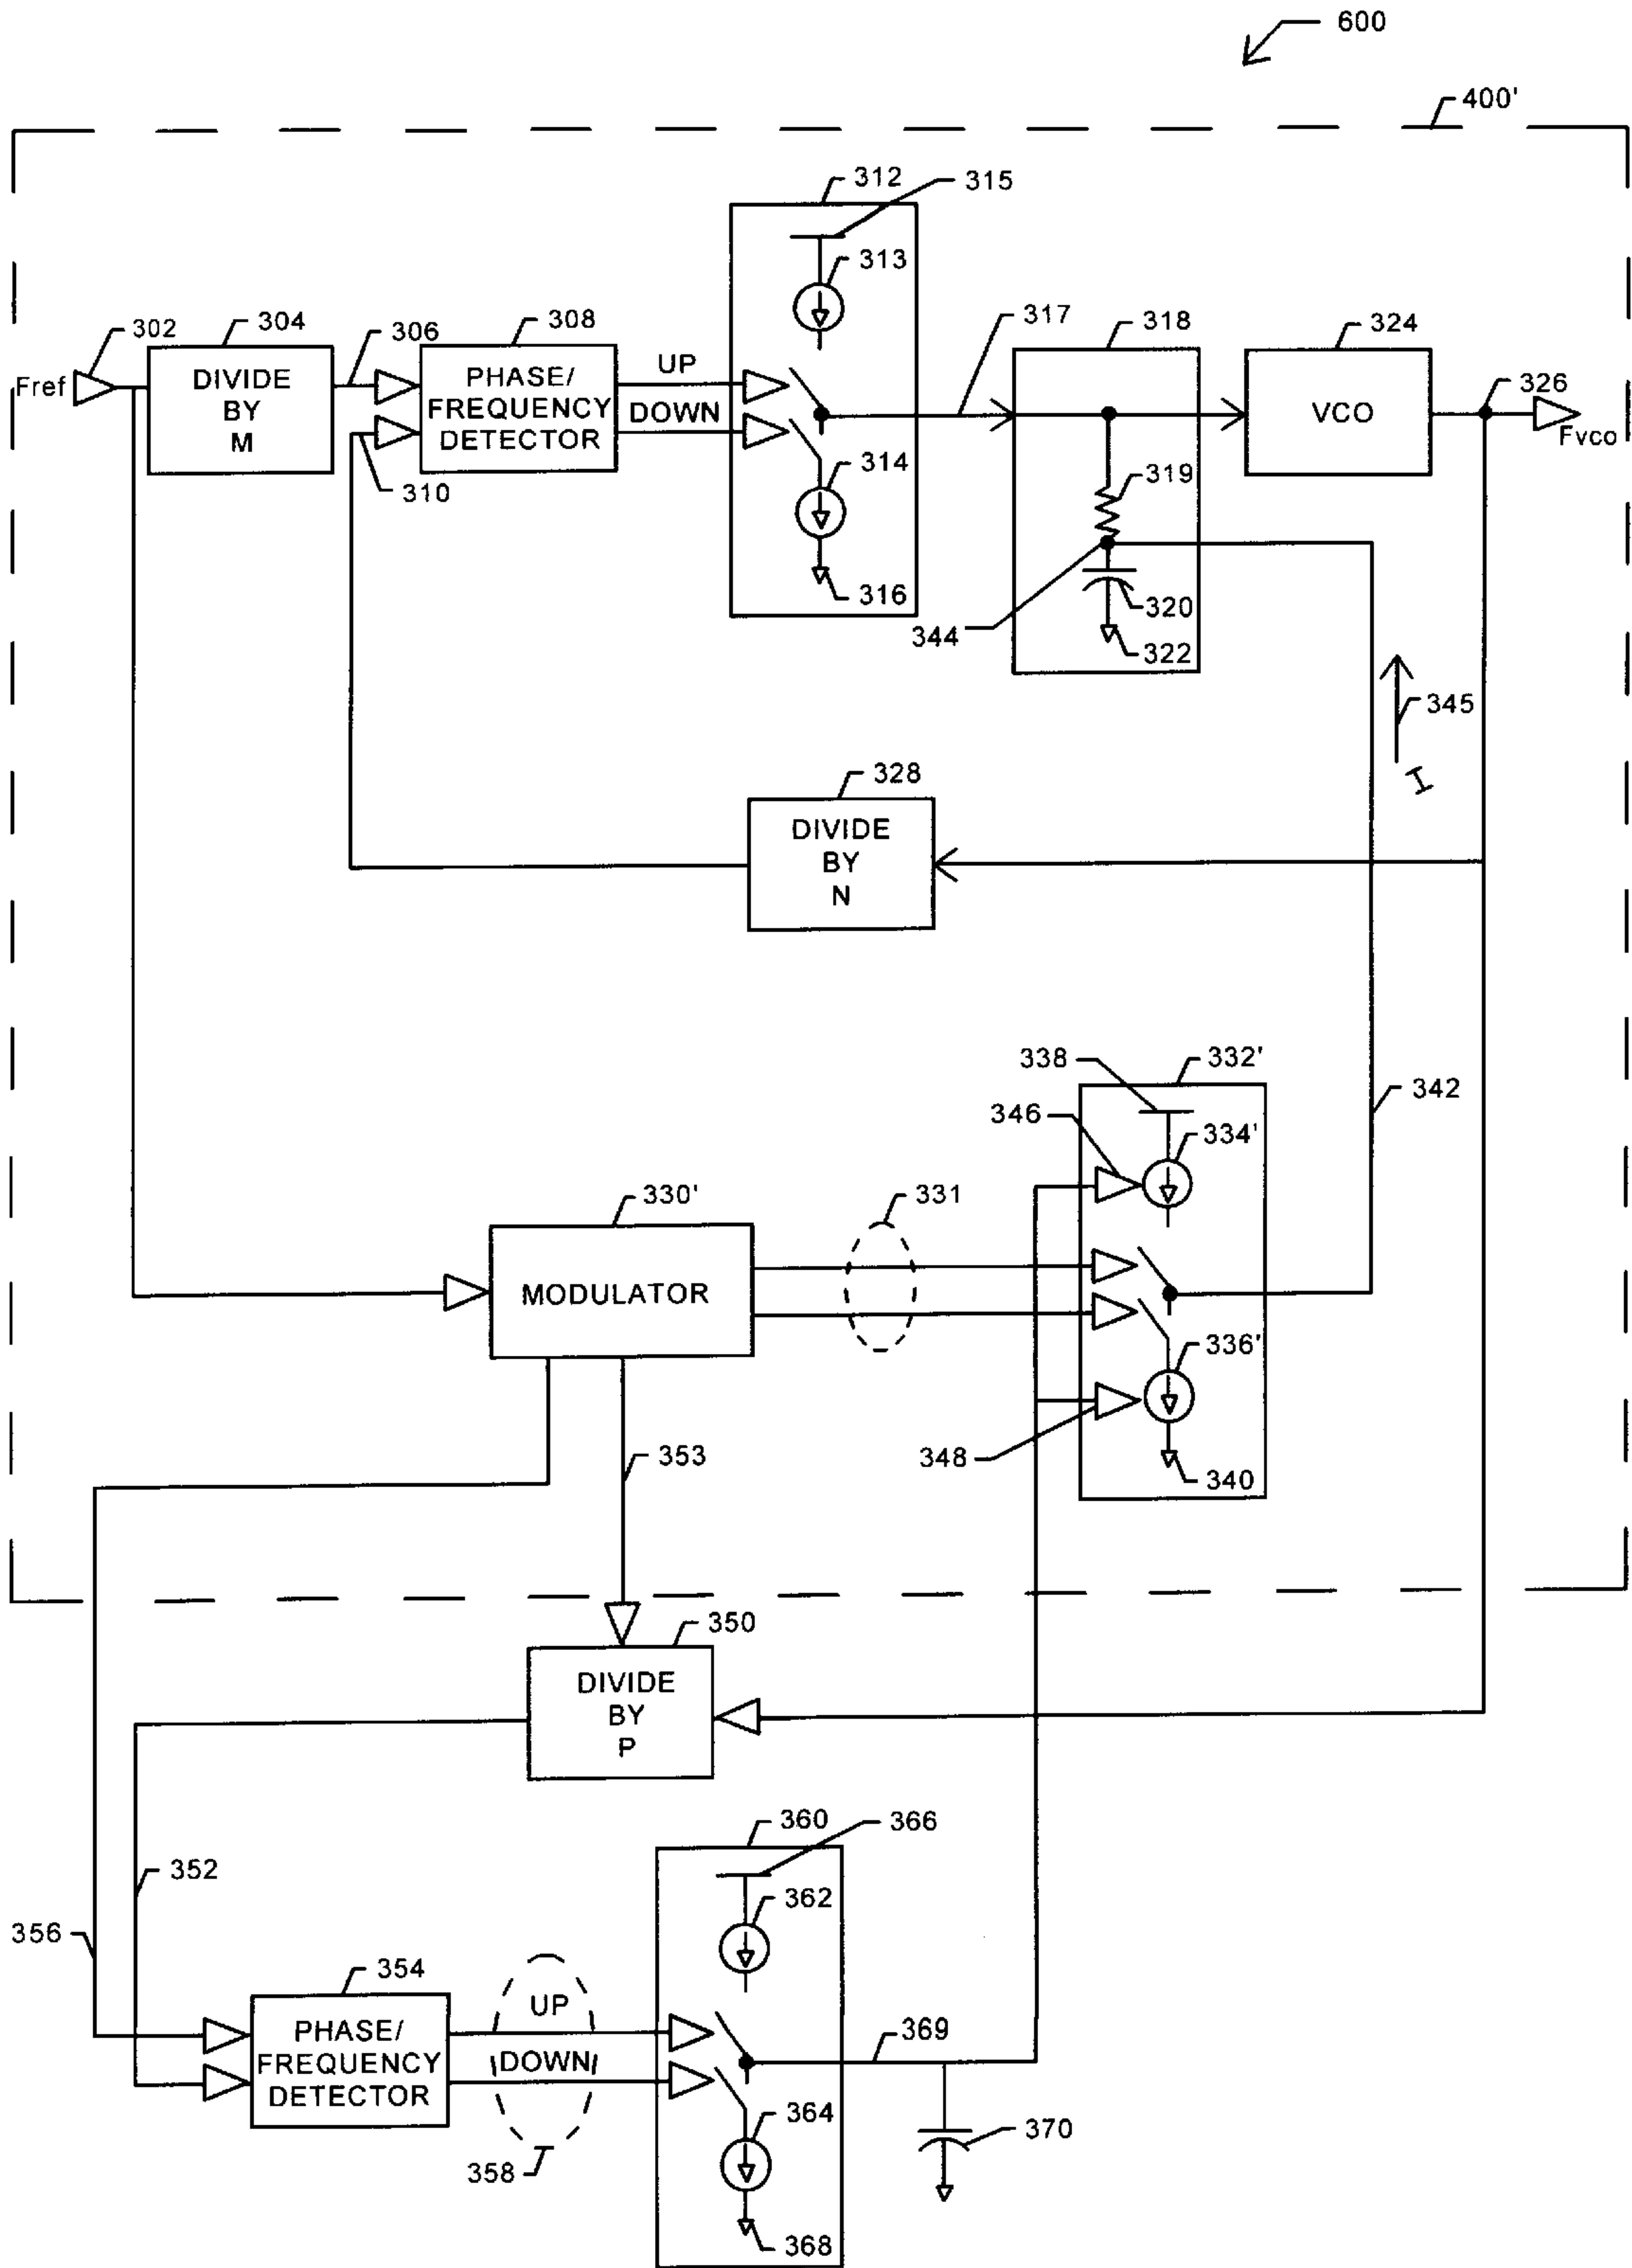 600
400'
312
315
313
302
304
306
308
317
318
324
Fref
DIVIDE
BY
M
PHASE/
FREQUENCY
DETECTOR
UP
DOWN
VCO
326
Fvco
310
314
319
316
320
344
322
345
I
328
DIVIDE
BY
N
338
332'
346
342
334'
330'
331
MODULATOR
336'
353
348
340
350
DIVIDE
BY
P
360
366
352
362
356
354
UP
PHASE/
FREQUENCY
DETECTOR
DOWN
369
364
370
358
368